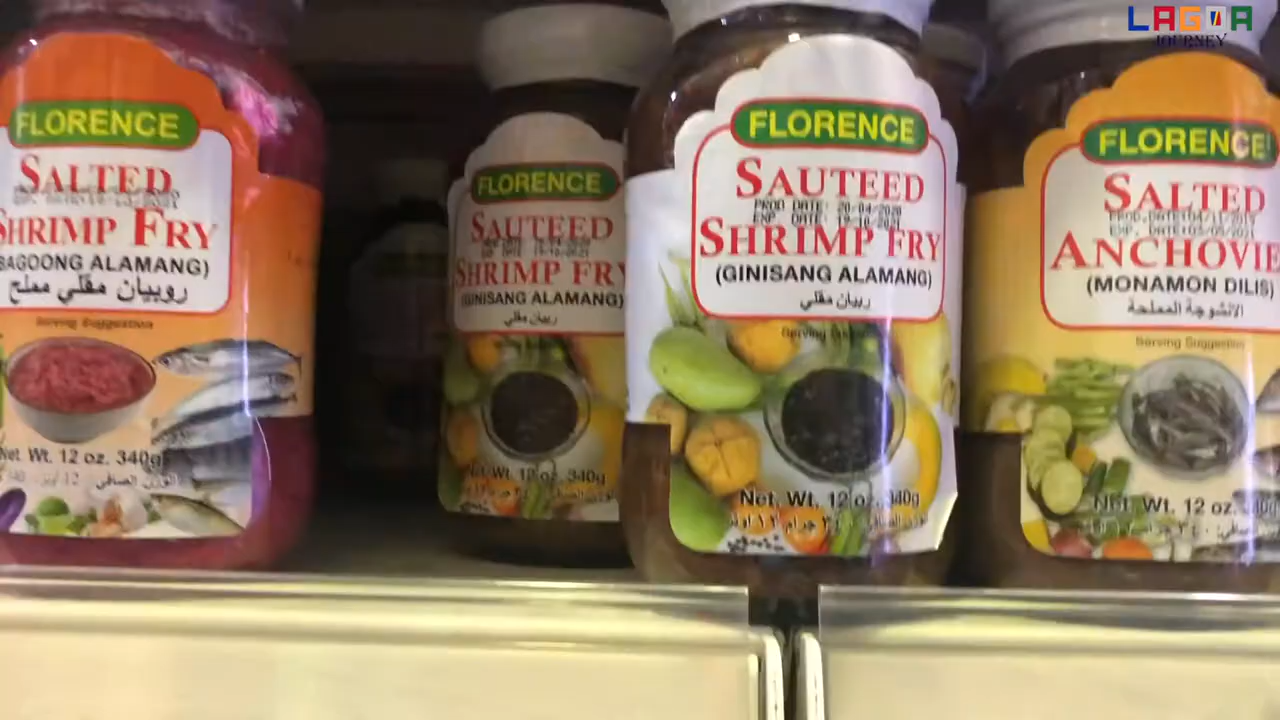 LAGOA
JOURNEY
FLORENCE
SALTED
SHRIMP FRY
(BAGOONG ALAMANG)
روبيان مقلي مملح
Serving Suggestion
Net. Wt. 12 oz. 340g
FLORENCE
SAUTEED
SHRIMP FRY
(GINISANG ALAMANG)
ربيان مقلي
Net. Wt. 12 oz. 340g
FLORENCE
SAUTEED
PROD DATE: 20-04/2020
EXP. DATE: 19-10/2021
SHRIMP FRY
(GINISANG ALAMANG)
ربيان مقلي
Serving
Net. Wt. 12 oz. 340g
FLORENCE
SALTED
ANCHOVIE
(MONAMON DILIS)
الانشوجة المملحة
Serving Suggestion
Net. Wt. 12 oz. 340g